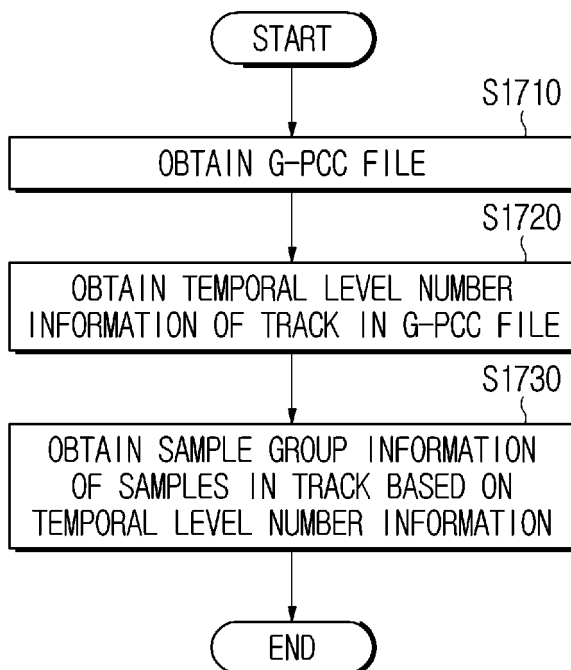 START
S1710
OBTAIN G-PCC FILE
S1720
OBTAIN TEMPORAL LEVEL NUMBER
INFORMATION OF TRACK IN G-PCC FILE
S1730
OBTAIN SAMPLE GROUP INFORMATION
OF SAMPLES IN TRACK BASED ON
TEMPORAL LEVEL NUMBER INFORMATION
END